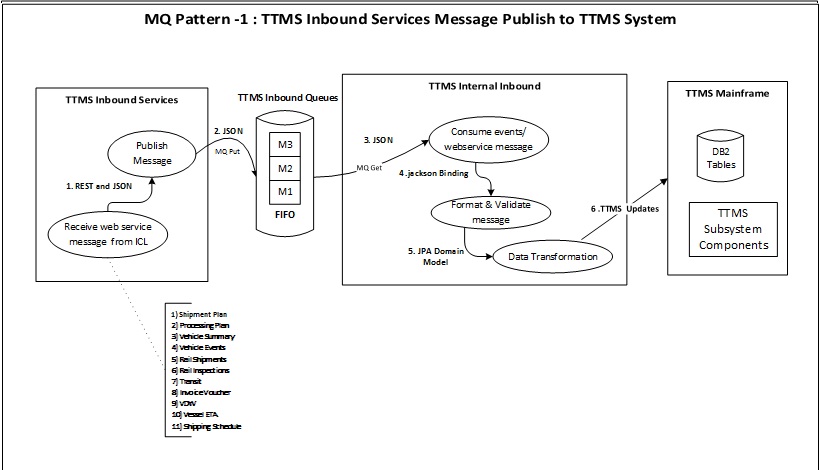 MQ Pattern -1 : TTMS Inbound Services Message Publish to TTMS System
TTMS Inbound Services
Publish
Message
1. REST and JSON
Receive web service
message from ICL
2. JSON
MQ Put
TTMS Inbound Queues
M3
M2
M1
FIFO
3. JSON
MQ Get
TTMS Internal Inbound
Consume events/
webservice message
4 .jackson Binding
Format & Validate
message
5. JPA Domain
Model
Data Transformation
6 .TTMS Updates
TTMS Mainframe
DB2
Tables
TTMS
Subsystem
Components
1) Shipment Plan
2) Processing Plan
3) Vehicle Summary
4) Vehicle Events
5) Rail Shipments
6) Rail Inspections
7) Transit
8) Invoice Voucher
9) VDW
10) Vessel ETA
11) Shipping Schedule